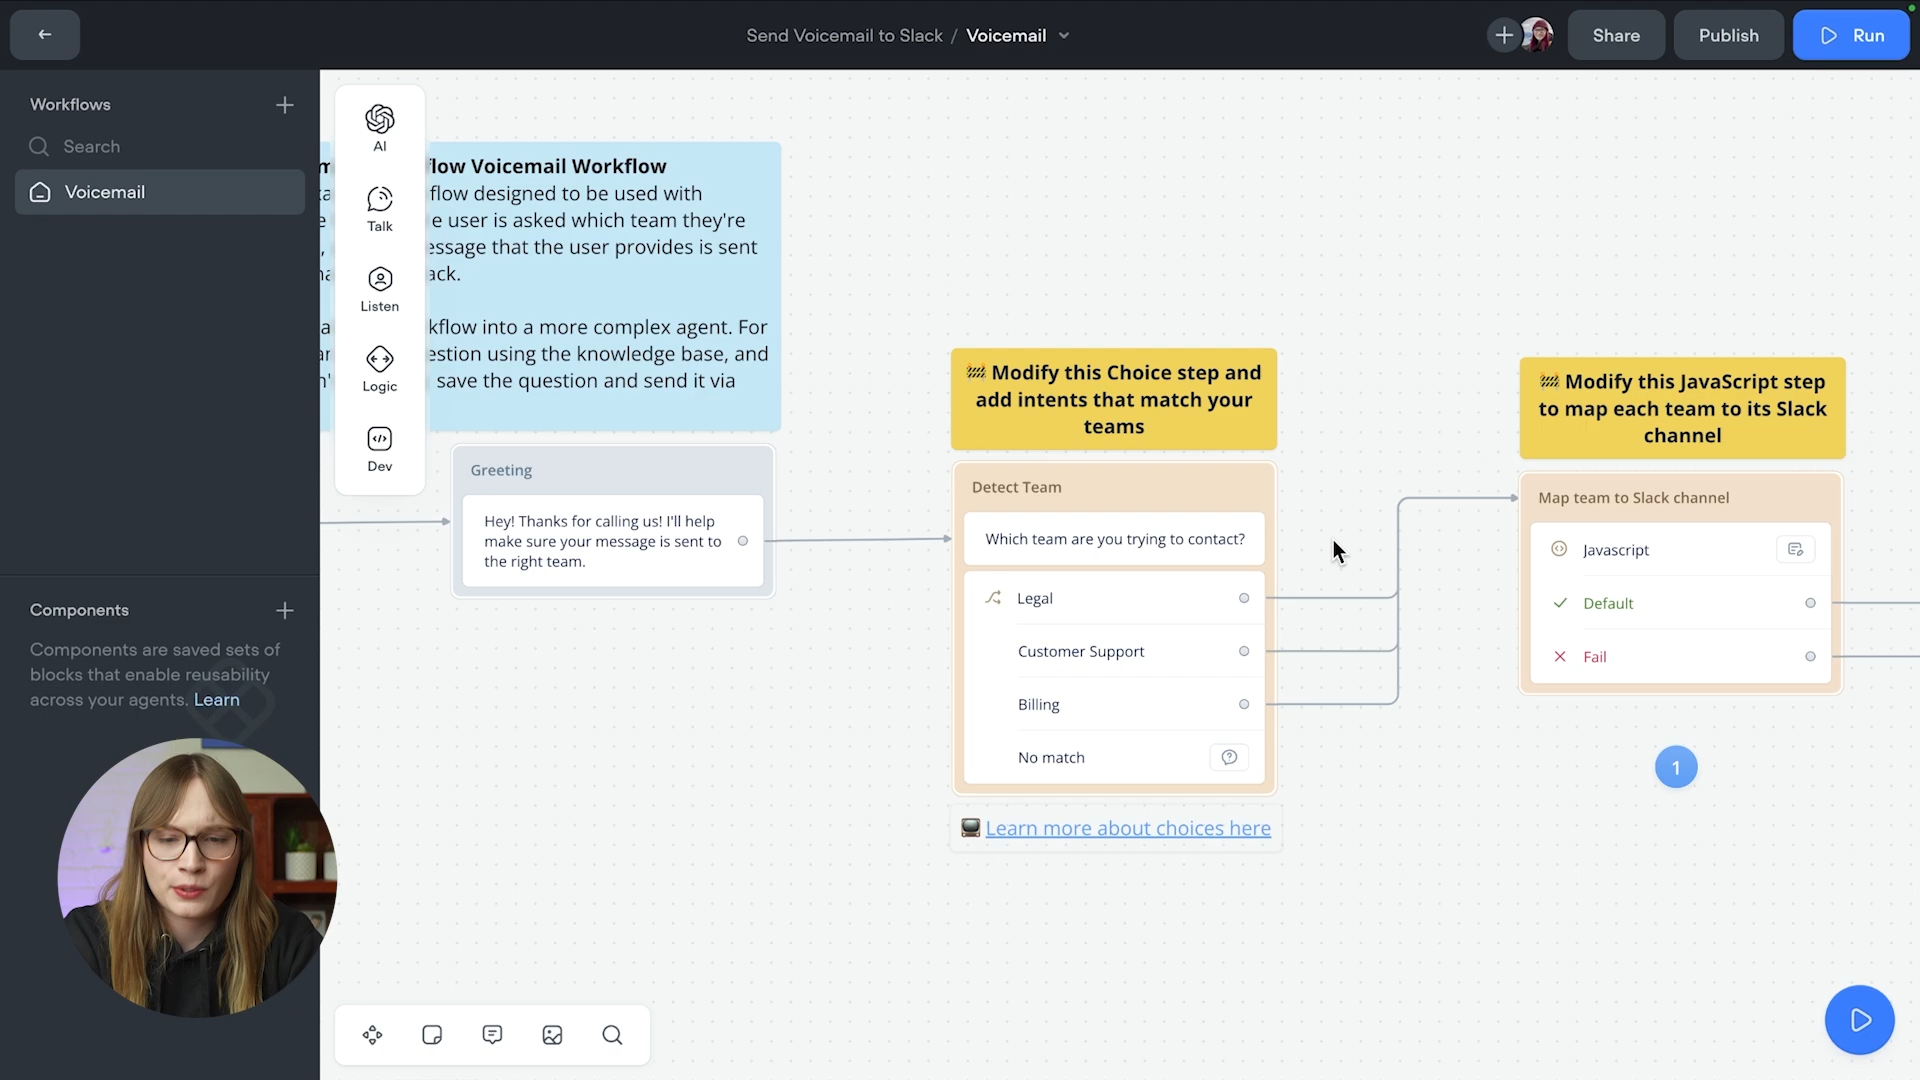 Send Voicemail to Slack / Voicemail
Share
Publish
Run
Workflows
Search
Voicemail
Components
Components are saved sets of
blocks that enable reusability
across your agents. Learn
AI
Talk
Listen
Logic
Dev
flow Voicemail Workflow
flow designed to be used with
e user is asked which team they're
essage that the user provides is sent
ack.
kflow into a more complex agent. For
estion using the knowledge base, and
save the question and send it via
Greeting
Hey! Thanks for calling us! I'll help
make sure your message is sent to
the right team.
🚧 Modify this Choice step and
add intents that match your
teams
Detect Team
Which team are you trying to contact?
Legal
Customer Support
Billing
No match
📺 Learn more about choices here
🚧 Modify this JavaScript step
to map each team to its Slack
channel
Map team to Slack channel
Javascript
Default
Fail
1